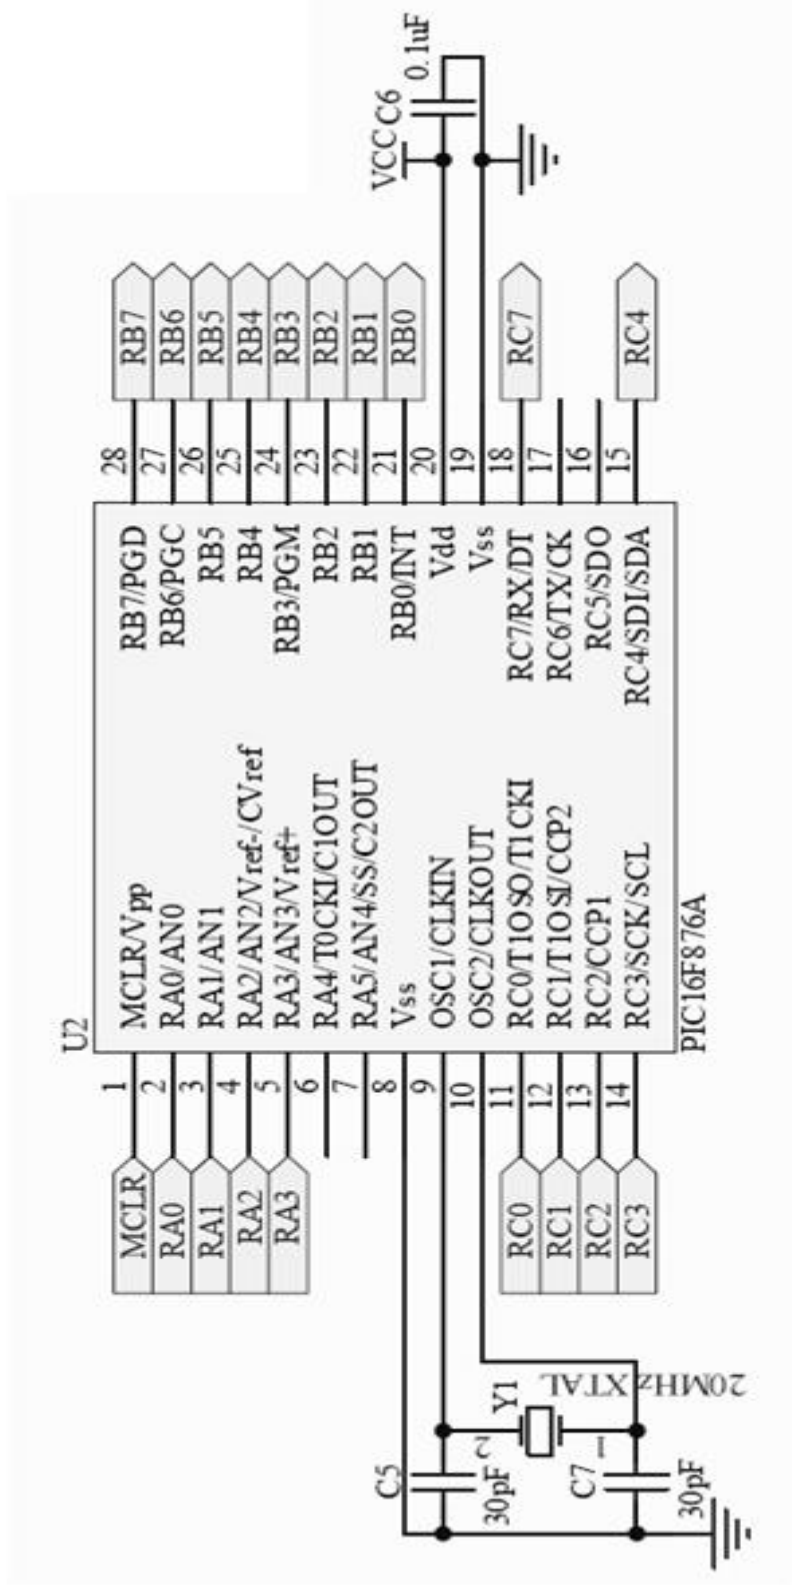 U2
MCLR 1 MCLR/Vpp RB7/PGD 28 RB7
RA0 2 RA0/AN0 RB6/PGC 27 RB6
RA1 3 RA1/AN1 RB5 26 RB5
RA2 4 RA2/AN2/Vref-/CVref RB4 25 RB4
RA3 5 RA3/AN3/Vref+ RB3/PGM 24 RB3
6 RA4/T0CKI/C1OUT RB2 23 RB2
7 RA5/AN4/SS/C2OUT RB1 22 RB1
8 Vss RB0/INT 21 RB0
VCC C6
0.1uF
C5
30pF
9 OSC1/CLKIN Vdd 20
10 OSC2/CLKOUT Vss 19
2
Y1
20MHz XTAL
1
C7
30pF
RC0 11 RC0/T1OSO/T1CKI RC7/RX/DT 18 RC7
RC1 12 RC1/T1OSI/CCP2 RC6/TX/CK 17
RC2 13 RC2/CCP1 RC5/SDO 16
RC3 14 RC3/SCK/SCL RC4/SDI/SDA 15 RC4
PIC16F876A